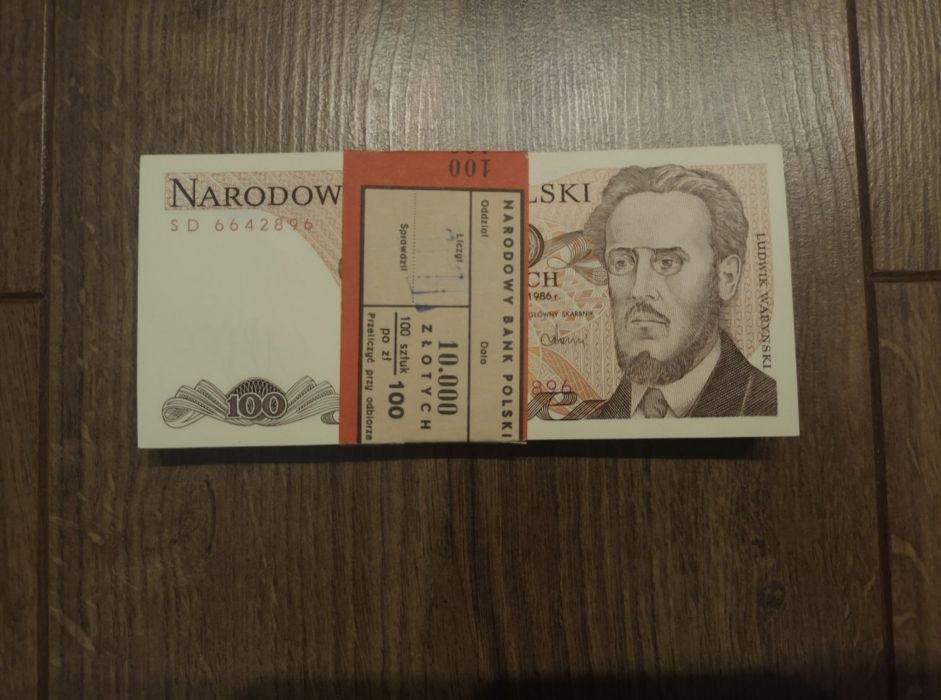 NARODOW
LSKI
SD 6642896
CH
1986 r.
GŁÓWNY SKARBNIK
896
100
LUDWIK WARYŃSKI
100
NARODOWY BANK POLSKI
Oddział
Data
Liczył
Sprawdził
10.000
ZŁOTYCH
100 sztuk
po zł 100
Przeliczyć przy odbiorze